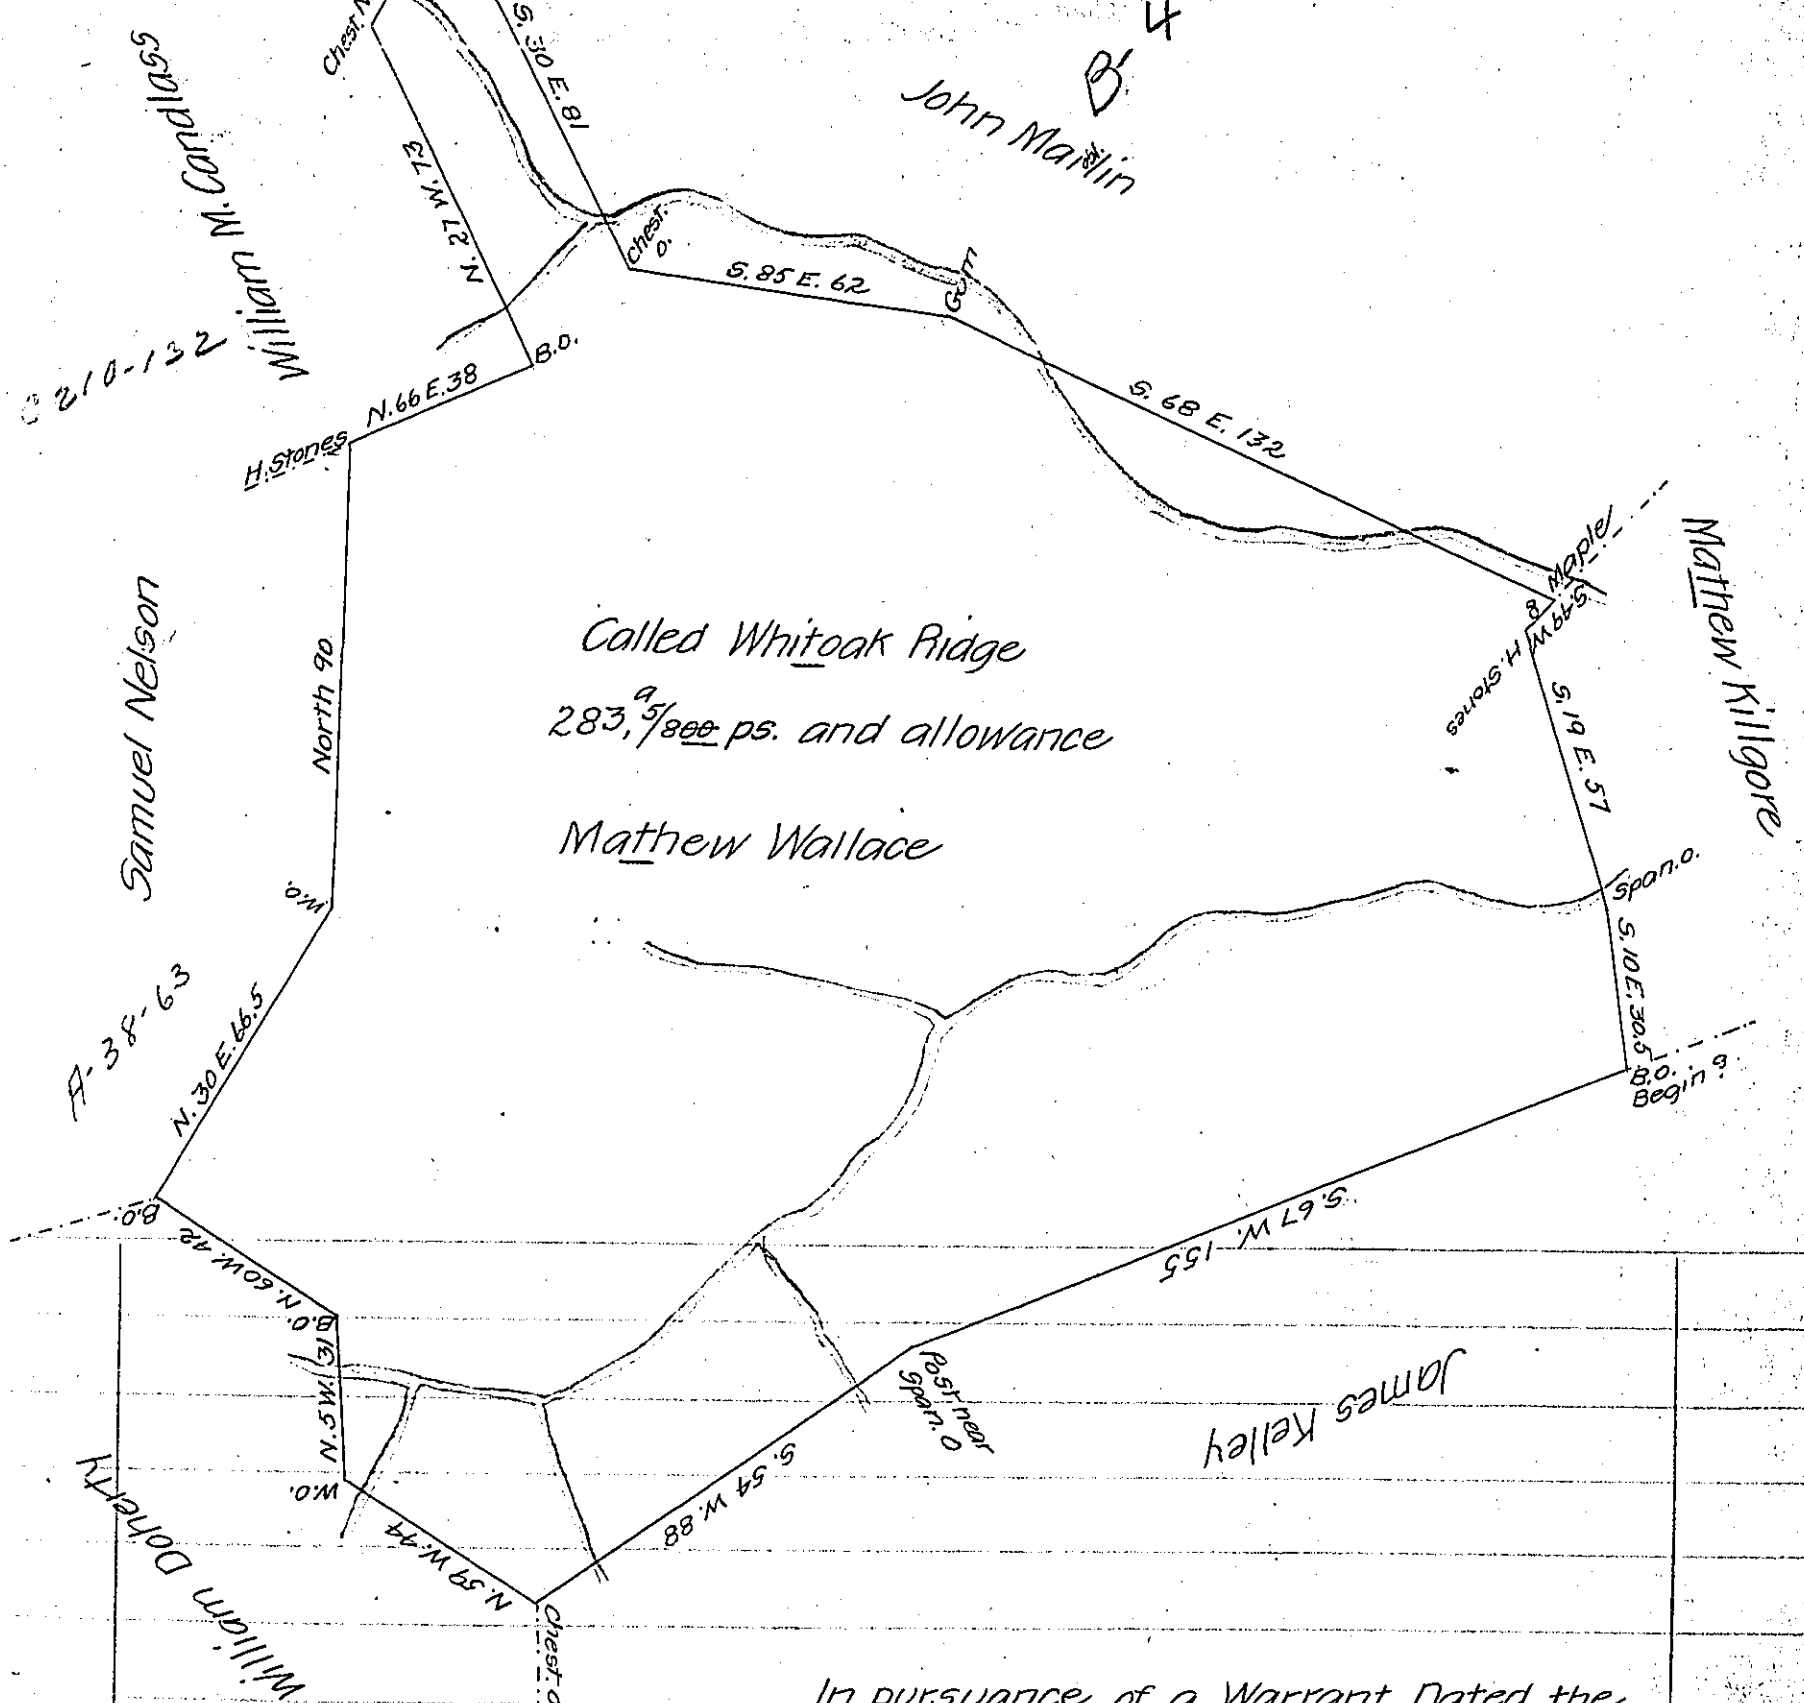 4
B'
John Marlin
Chest.
S. 30 E. 81
William M. Candlass
N. 27 W. 73
Chest. O.
S. 85 E. 62
Gum
B.O.
N. 66 E. 38
C 210-132
H. Stones
S. 68 E. 132
Maple
S. 49 W 8
H. Stones
Mathew Killgore
S. 19 E. 57
Samuel Nelson
North 90
Called Whitoak Ridge
283, a 5/800 ps. and allowance
Mathew Wallace
W.O.
Span. o.
S. 10 E. 30.5
A-38-63
N. 30 E. 66.5
B.O.
Begin g.
B.O.
N. 60 W. 42
S. 67 W. 155
B.O.
N. 5 W. 31
Post near
Span. O
James Kelley
W.O.
S. 54 W. 88
N. 59 W. 44
William Doherty
Chest. o
In pursuance of a Warrant Dated the